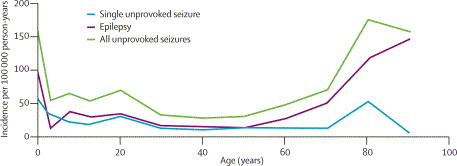 200
150
100
50
0
Incidence per 100 000 person-years
Single unprovoked seizure
Epilepsy
All unprovoked seizures
0 20 40 60 80 100
Age (years)